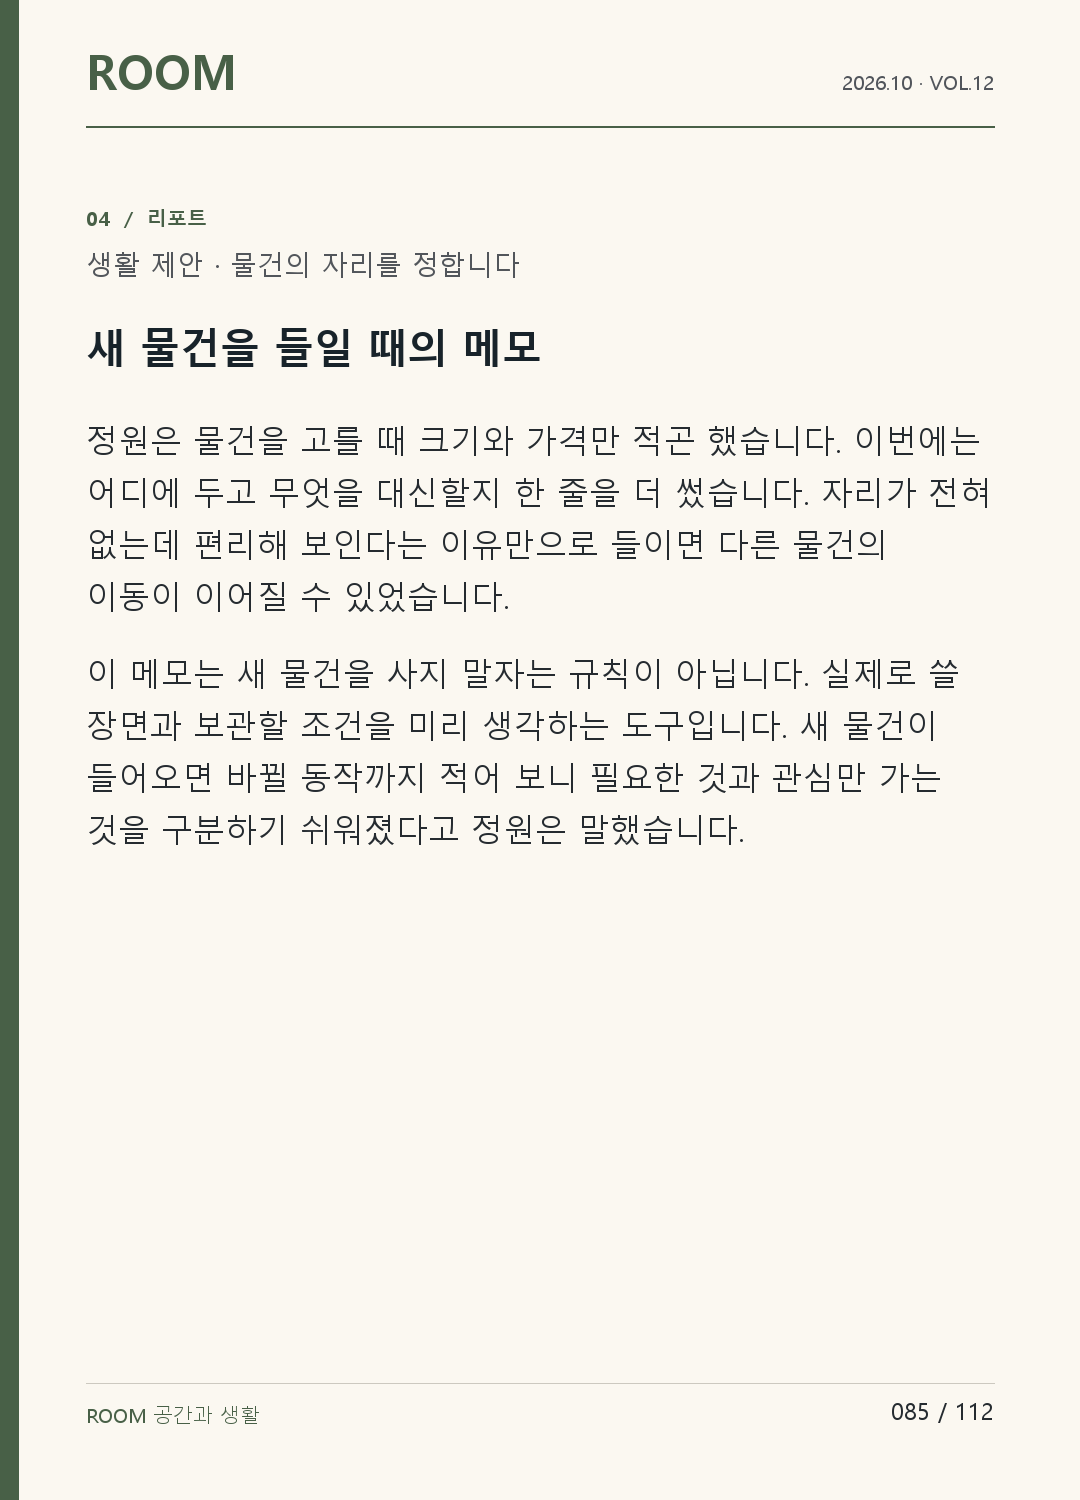 ROOM
2026.10 · VOL.12
04 / 리포트
생활 제안 · 물건의 자리를 정합니다
새 물건을 들일 때의 메모
정원은 물건을 고를 때 크기와 가격만 적곤 했습니다. 이번에는
어디에 두고 무엇을 대신할지 한 줄을 더 썼습니다. 자리가 전혀
없는데 편리해 보인다는 이유만으로 들이면 다른 물건의
이동이 이어질 수 있었습니다.
이 메모는 새 물건을 사지 말자는 규칙이 아닙니다. 실제로 쓸
장면과 보관할 조건을 미리 생각하는 도구입니다. 새 물건이
들어오면 바뀔 동작까지 적어 보니 필요한 것과 관심만 가는
것을 구분하기 쉬워졌다고 정원은 말했습니다.
ROOM 공간과 생활
085 / 112